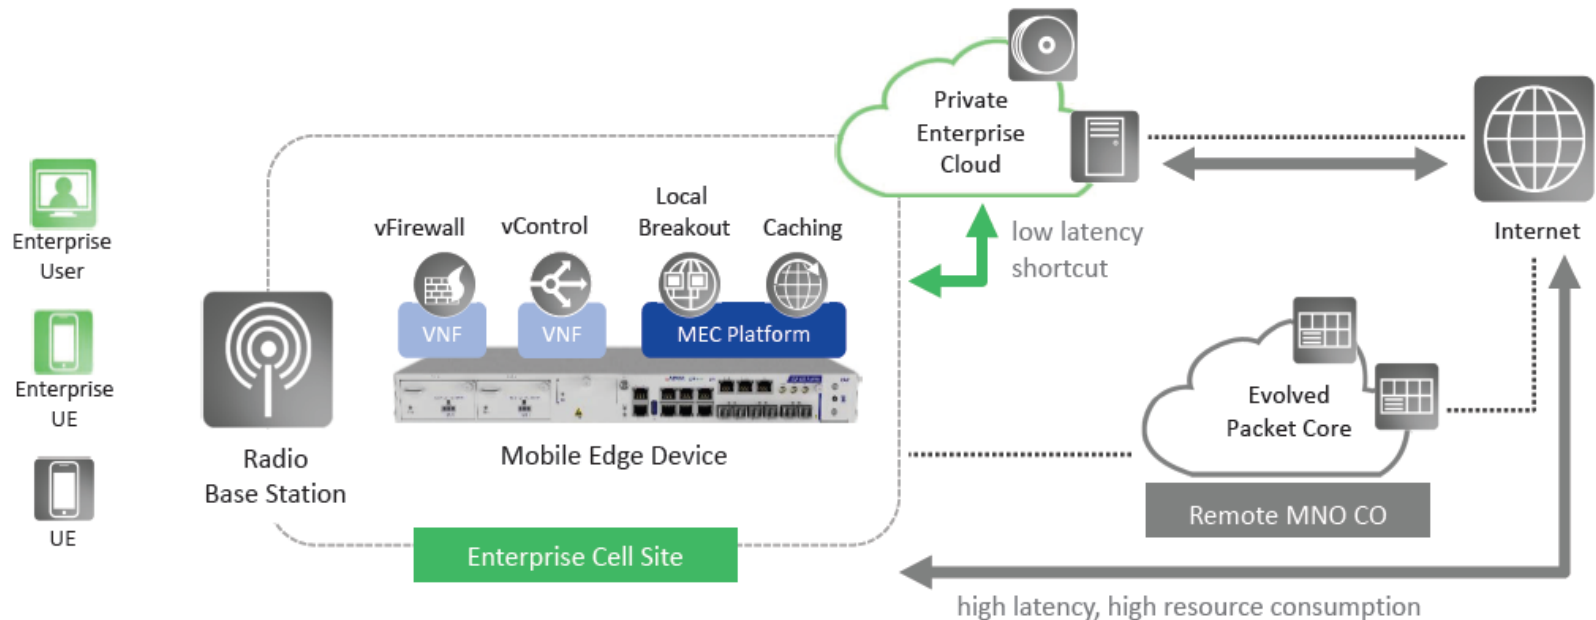 Private
Enterprise
Cloud
Enterprise
User
Enterprise
UE
UE
Radio
Base Station
vFirewall
vControl
Local
Breakout
Caching
VNF
VNF
MEC Platform
Mobile Edge Device
Enterprise Cell Site
low latency
shortcut
Internet
Evolved
Packet Core
Remote MNO CO
high latency, high resource consumption